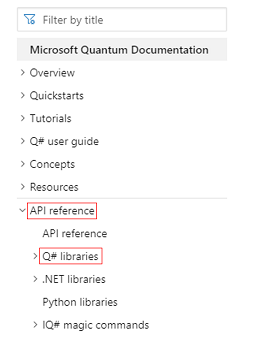 Filter by title
Microsoft Quantum Documentation
Overview
Quickstarts
Tutorials
Q# user guide
Concepts
Resources
API reference
API reference
Q# libraries
.NET libraries
Python libraries
IQ# magic commands